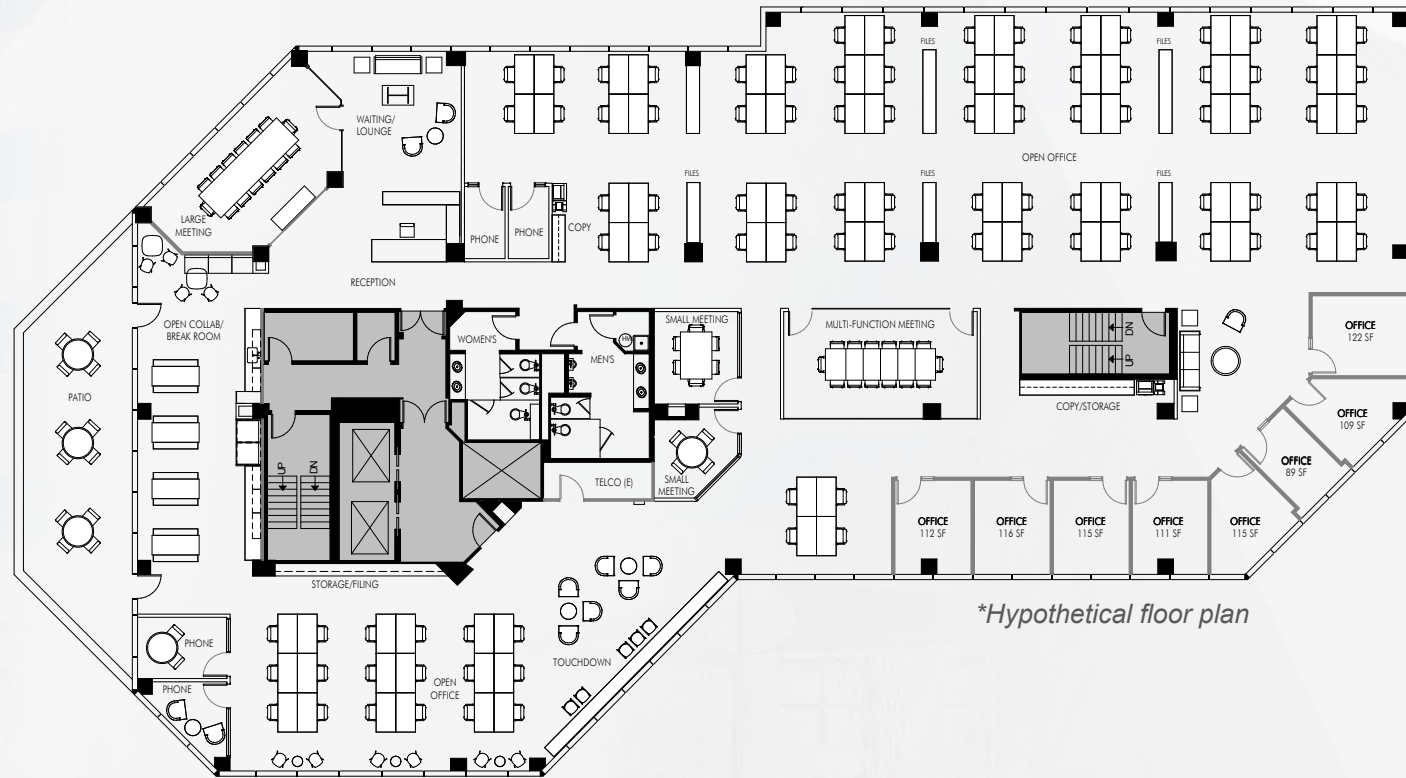 FILES
FILES
WAITING/
LOUNGE
OPEN OFFICE
FILES
FILES
FILES
LARGE
MEETING
PHONE
PHONE
COPY
RECEPTION
OPEN COLLAB/
BREAK ROOM
WOMEN'S
MEN'S
HW
SMALL MEETING
MULTI-FUNCTION MEETING
DN
UP
OFFICE
122 SF
PATIO
COPY/STORAGE
OFFICE
109 SF
OFFICE
89 SF
UP
DN
TELCO (E)
SMALL
MEETING
OFFICE
112 SF
OFFICE
116 SF
OFFICE
115 SF
OFFICE
111 SF
OFFICE
115 SF
STORAGE/FILING
*Hypothetical floor plan
PHONE
TOUCHDOWN
PHONE
OPEN
OFFICE